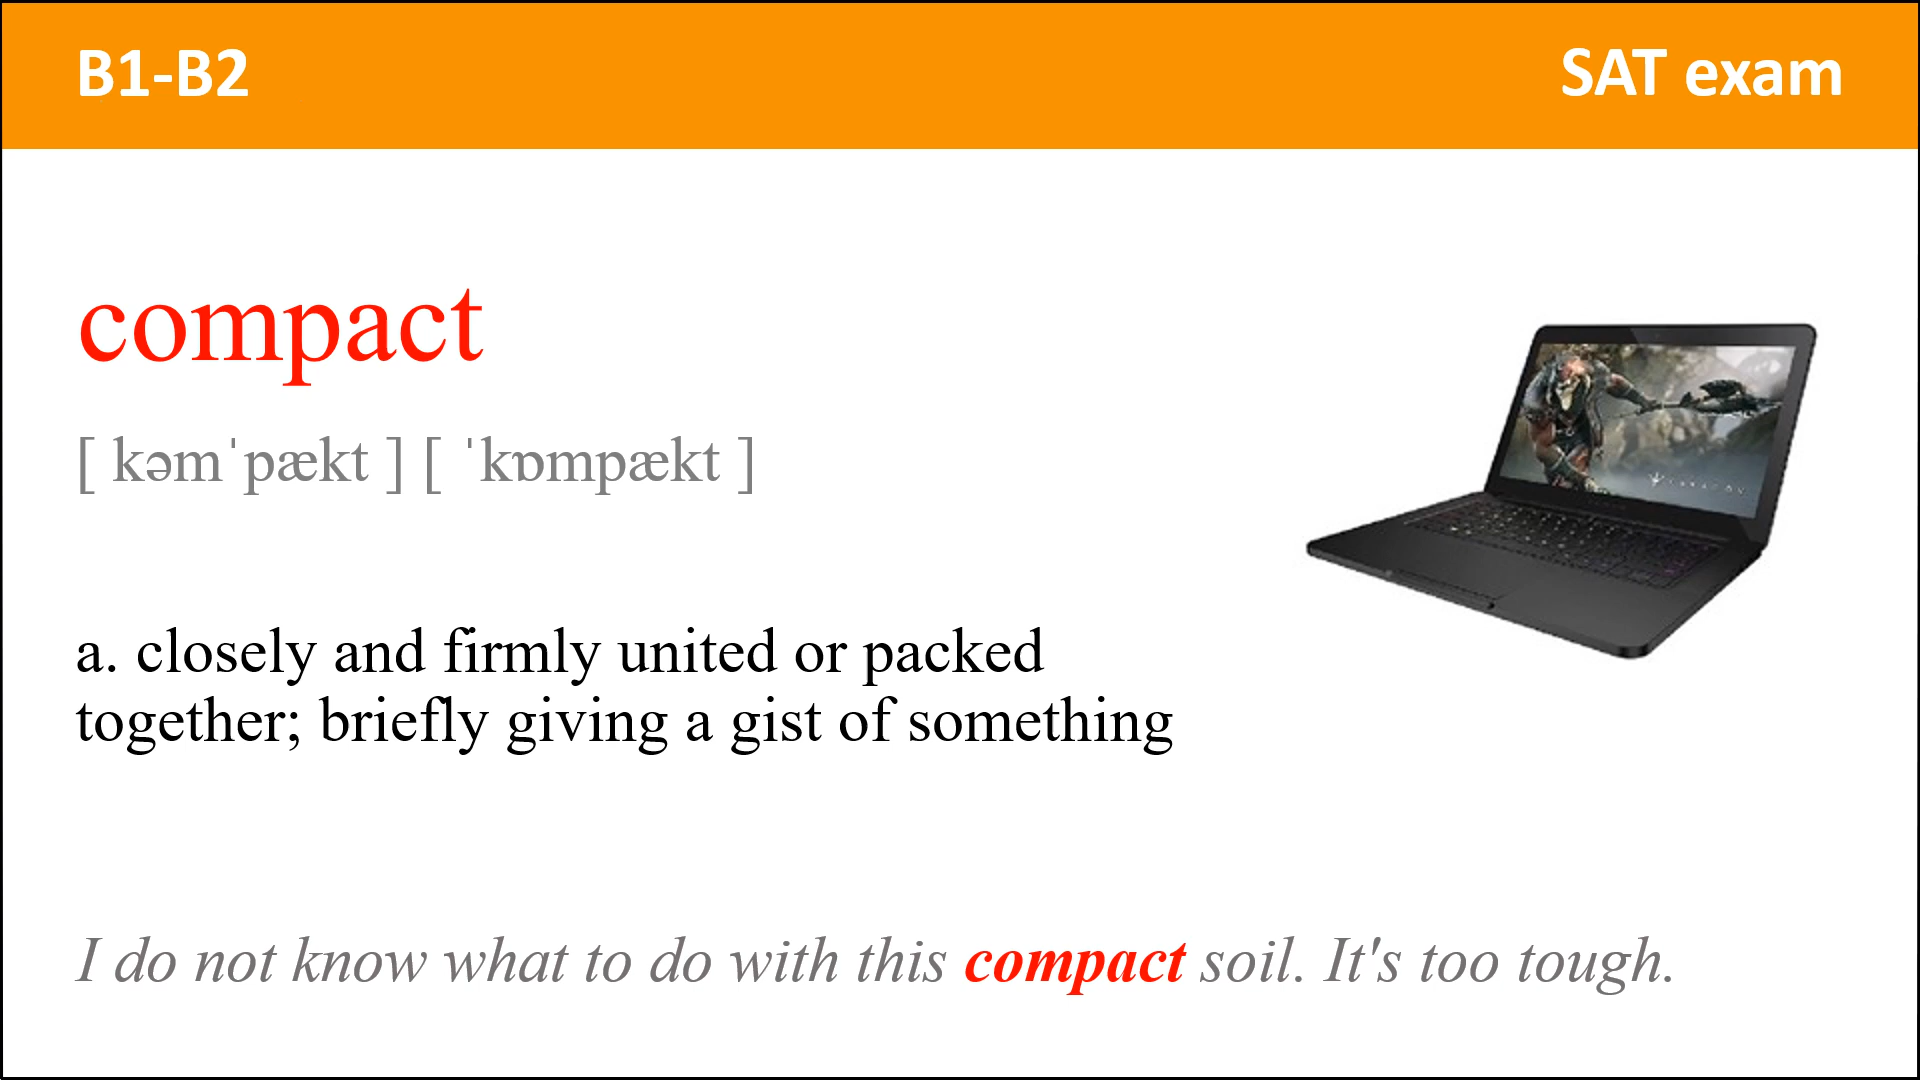 B1-B2
SAT exam
compact
[ kəmˈpækt ] [ ˈkɒmpækt ]
a. closely and firmly united or packed
together; briefly giving a gist of something
I do not know what to do with this compact soil. It's too tough.